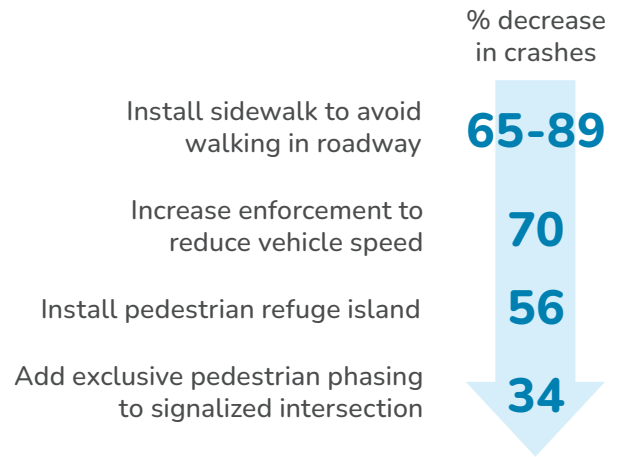 % decrease
in crashes
Install sidewalk to avoid
walking in roadway
65-89
Increase enforcement to
reduce vehicle speed
70
Install pedestrian refuge island
56
Add exclusive pedestrian phasing
to signalized intersection
34